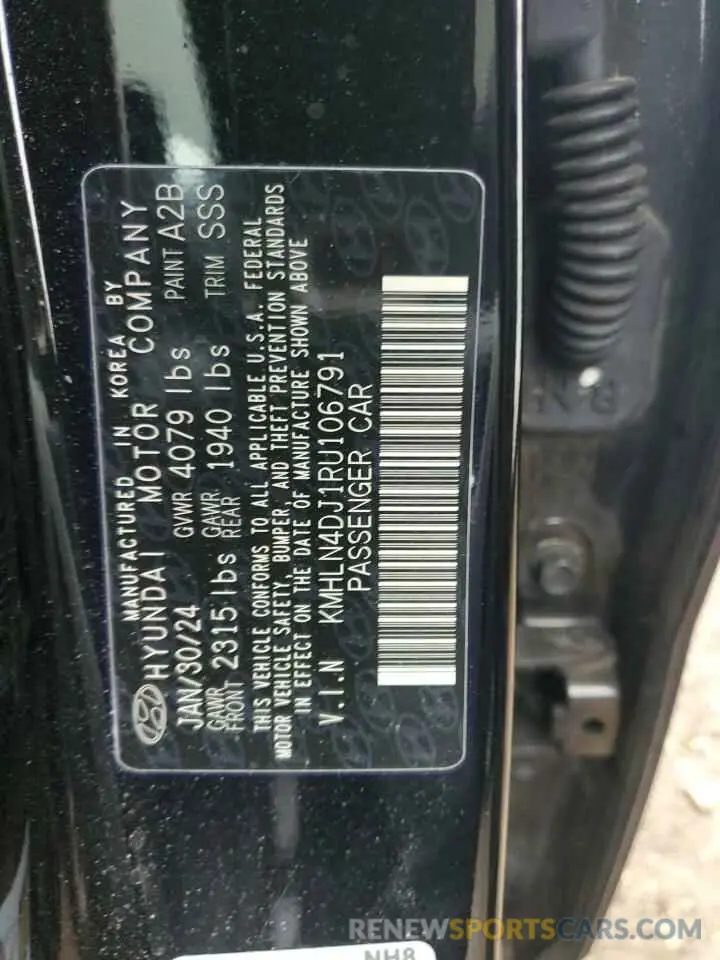 MANUFACTURED IN KOREA BY
HYUNDAI MOTOR COMPANY
JAN/30/24 GVWR 4079 lbs PAINT A2B
GAWR FRONT 2315 lbs GAWR REAR 1940 lbs TRIM SSS
THIS VEHICLE CONFORMS TO ALL APPLICABLE U.S.A. FEDERAL
MOTOR VEHICLE SAFETY, BUMPER, AND THEFT PREVENTION STANDARDS
IN EFFECT ON THE DATE OF MANUFACTURE SHOWN ABOVE
V.I.N KMHLN4DJ1RU106791
PASSENGER CAR
NH8
RENEWSPORTSCARS.COM